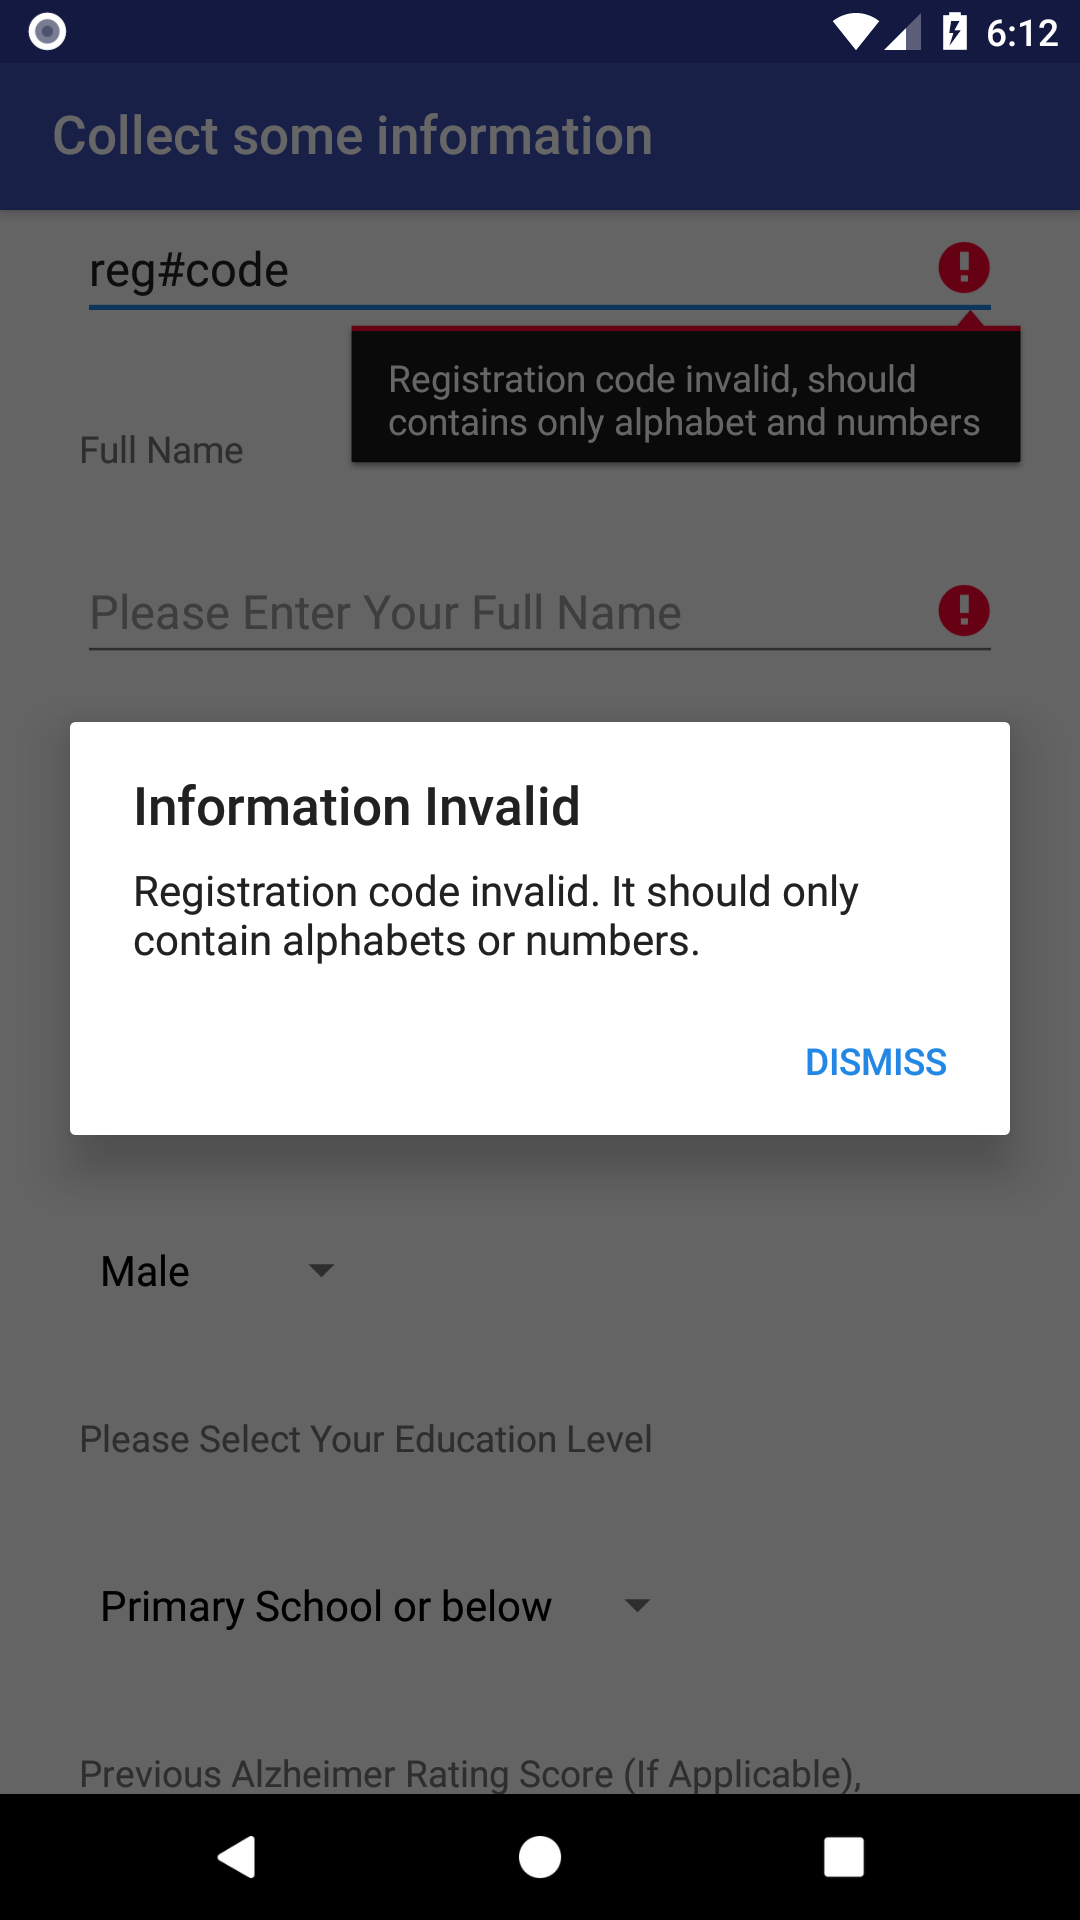 6:12
Collect some information
reg#code
Registration code invalid, should
contains only alphabet and numbers
Full Name
Please Enter Your Full Name
Information Invalid
Registration code invalid. It should only
contain alphabets or numbers.
DISMISS
Male
Please Select Your Education Level
Primary School or below
Previous Alzheimer Rating Score (If Applicable),